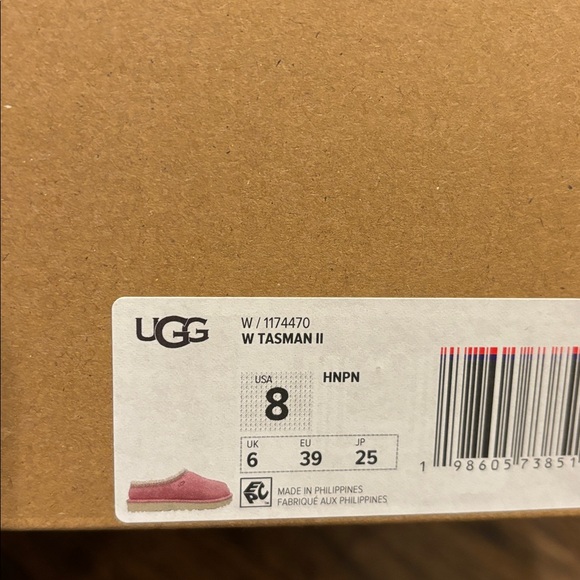 UGG
W / 1174470
W TASMAN II
USA
8
HNPN
UK EU JP
6 39 25
MADE IN PHILIPPINES
FABRIQUÉ AUX PHILIPPINES
1 98605 73851